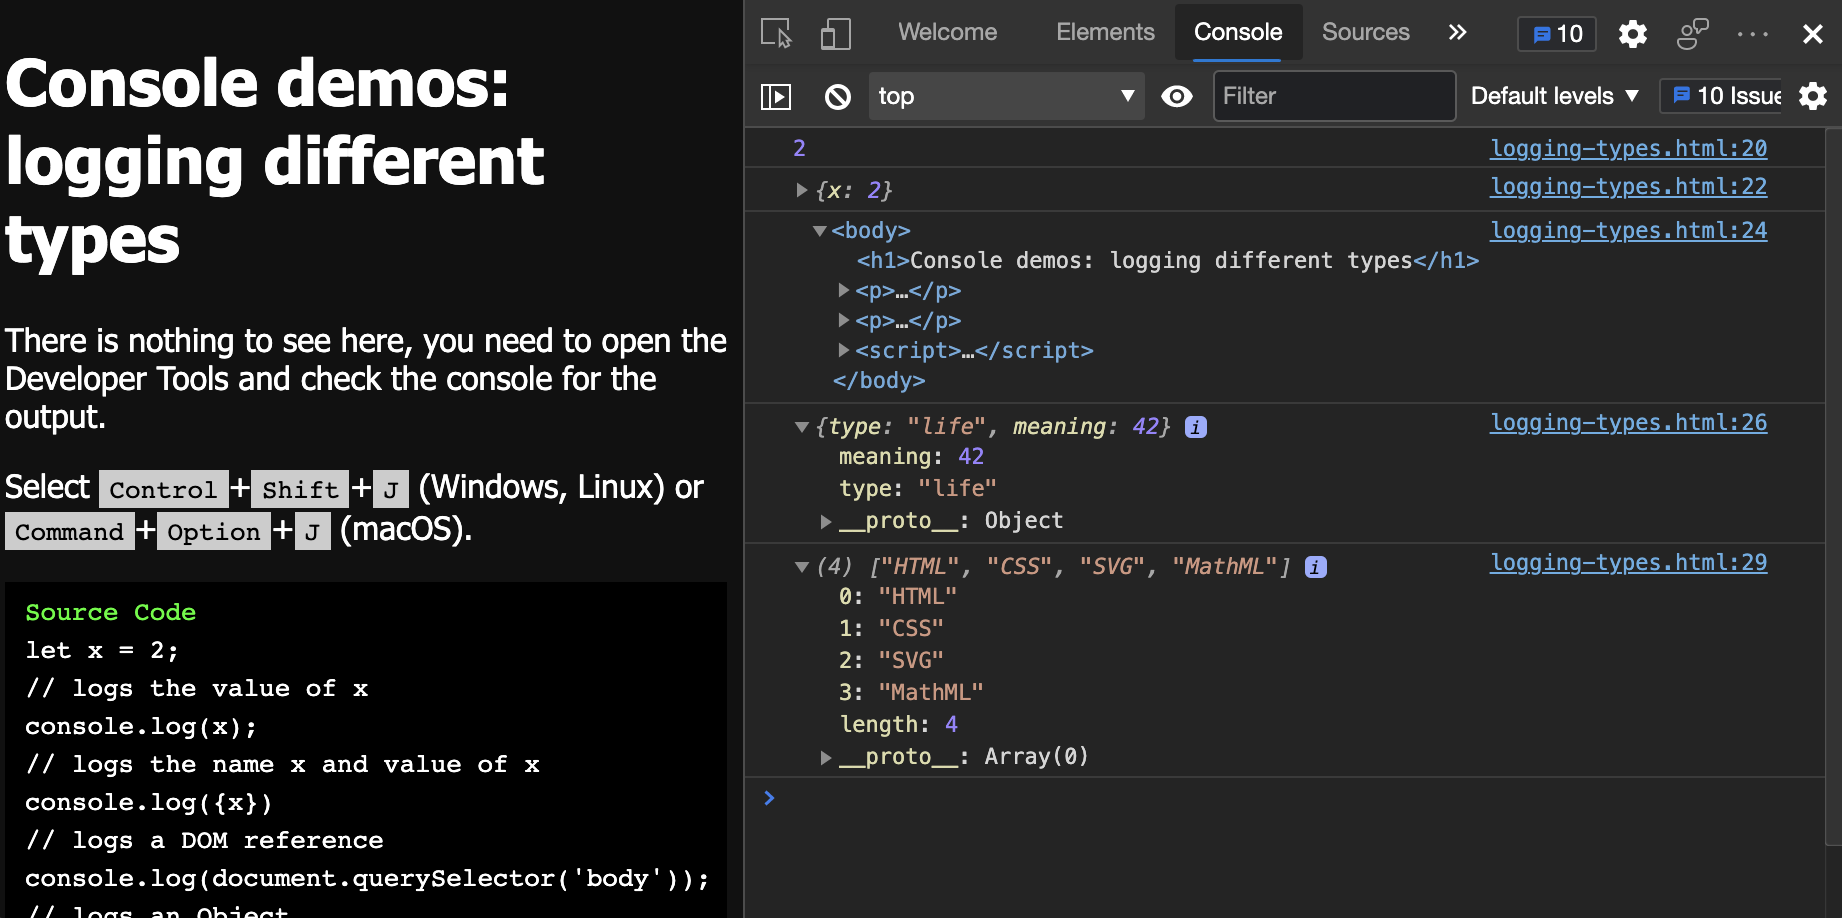 Console demos:
logging different
types
There is nothing to see here, you need to open the
Developer Tools and check the console for the
output.
Select Control+Shift+J (Windows, Linux) or
Command+Option+J (macOS).
Source Code
let x = 2;
// logs the value of x
console.log(x);
// logs the name x and value of x
console.log({x})
// logs a DOM reference
console.log(document.querySelector('body'));
// logs an Object
Welcome Elements Console Sources » 10
top ▼ Filter Default levels ▼ 10 Issue
2 logging-types.html:20
{x: 2} logging-types.html:22
<body> logging-types.html:24
<h1>Console demos: logging different types</h1>
<p>…</p>
<p>…</p>
<script>…</script>
</body>
{type: "life", meaning: 42} i logging-types.html:26
meaning: 42
type: "life"
__proto__: Object
(4) ["HTML", "CSS", "SVG", "MathML"] i logging-types.html:29
0: "HTML"
1: "CSS"
2: "SVG"
3: "MathML"
length: 4
__proto__: Array(0)